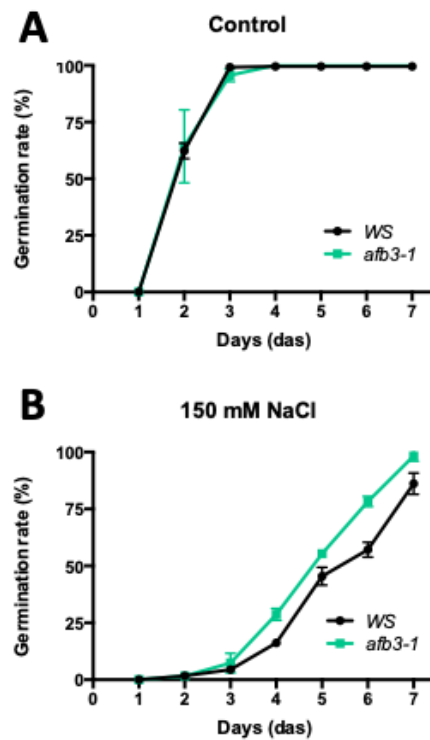 A
Control
Germination rate (%)
100
75
50
25
0
WS
afb3-1
0 1 2 3 4 5 6 7
Days (das)
B
150 mM NaCl
Germination rate (%)
100
75
50
25
0
WS
afb3-1
0 1 2 3 4 5 6 7
Days (das)